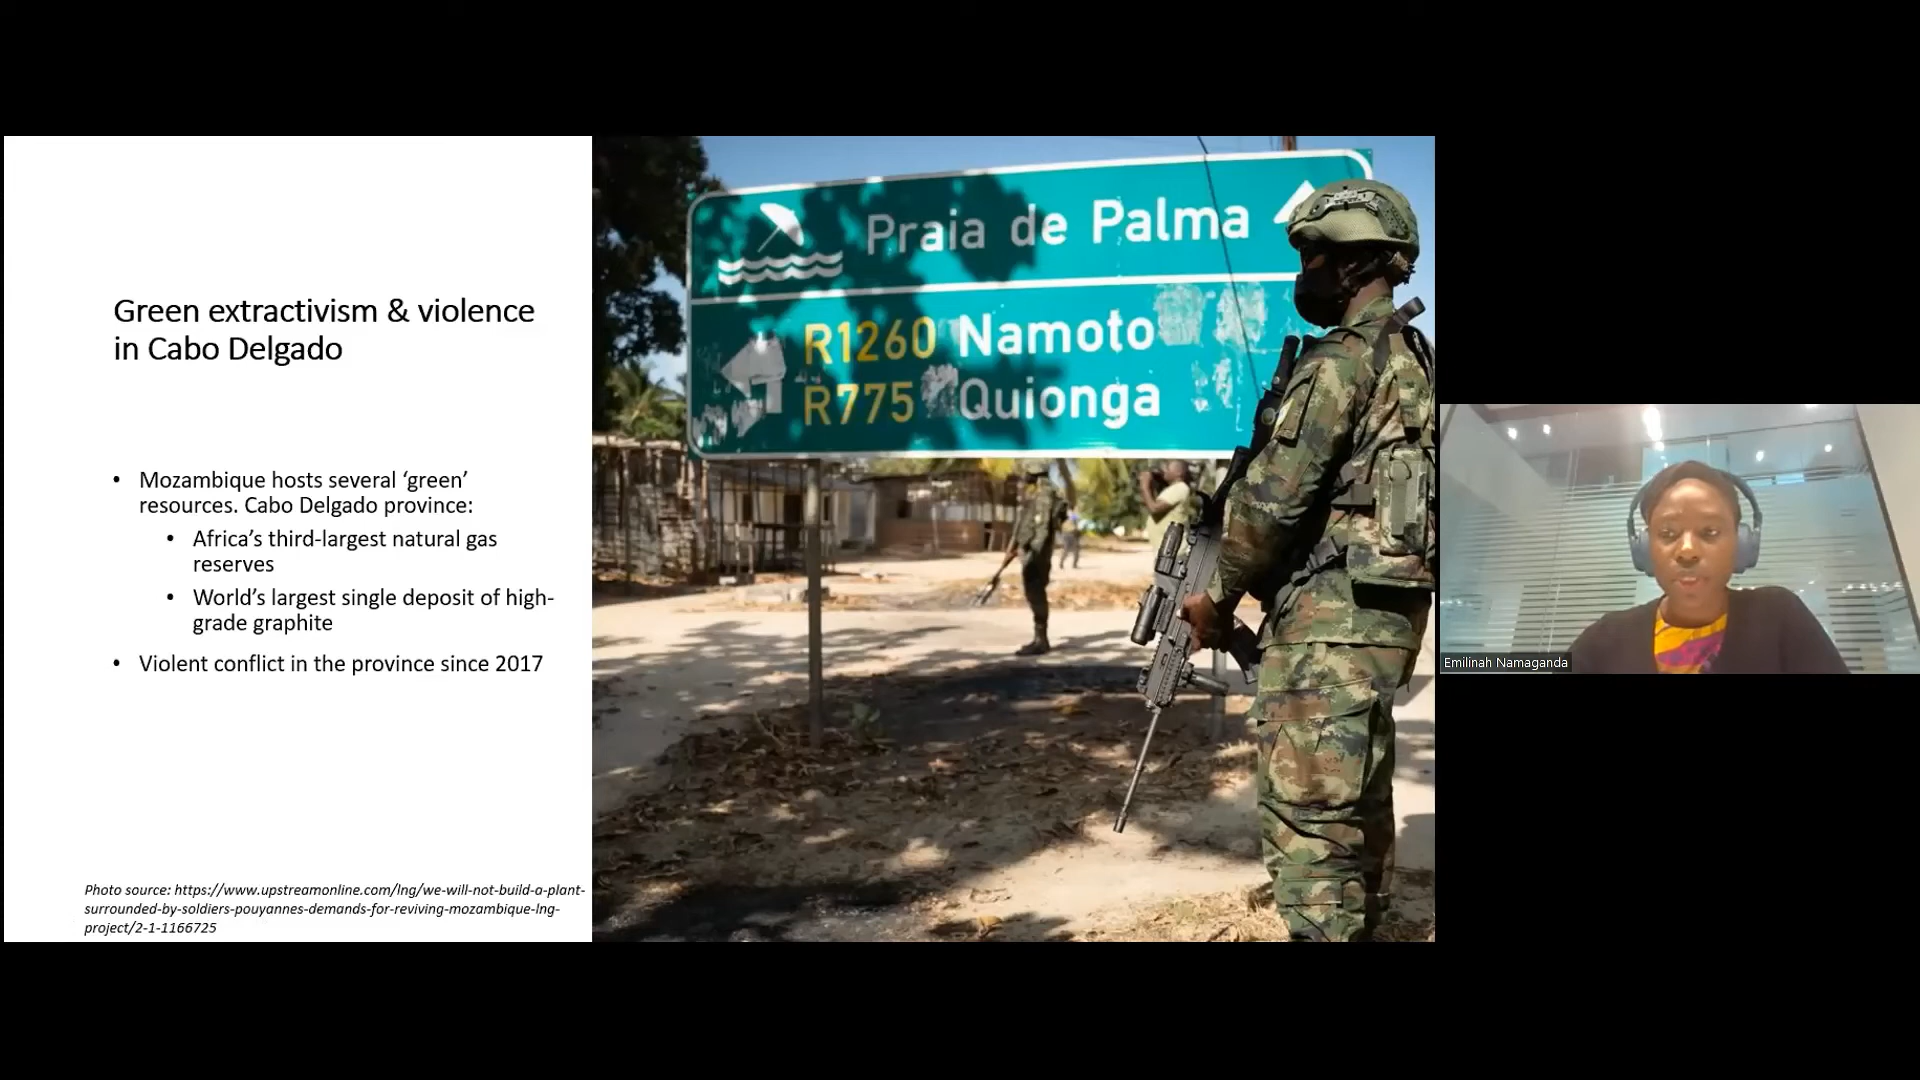 Green extractivism & violence
in Cabo Delgado
• Mozambique hosts several ‘green’
resources. Cabo Delgado province:
• Africa’s third-largest natural gas
reserves
• World’s largest single deposit of high-
grade graphite
• Violent conflict in the province since 2017
Photo source: https://www.upstreamonline.com/lng/we-will-not-build-a-plant-
surrounded-by-soldiers-pouyannes-demands-for-reviving-mozambique-lng-
project/2-1-1166725
Praia de Palma
R1260 Namoto
R775 Quionga
Emilinah Namaganda